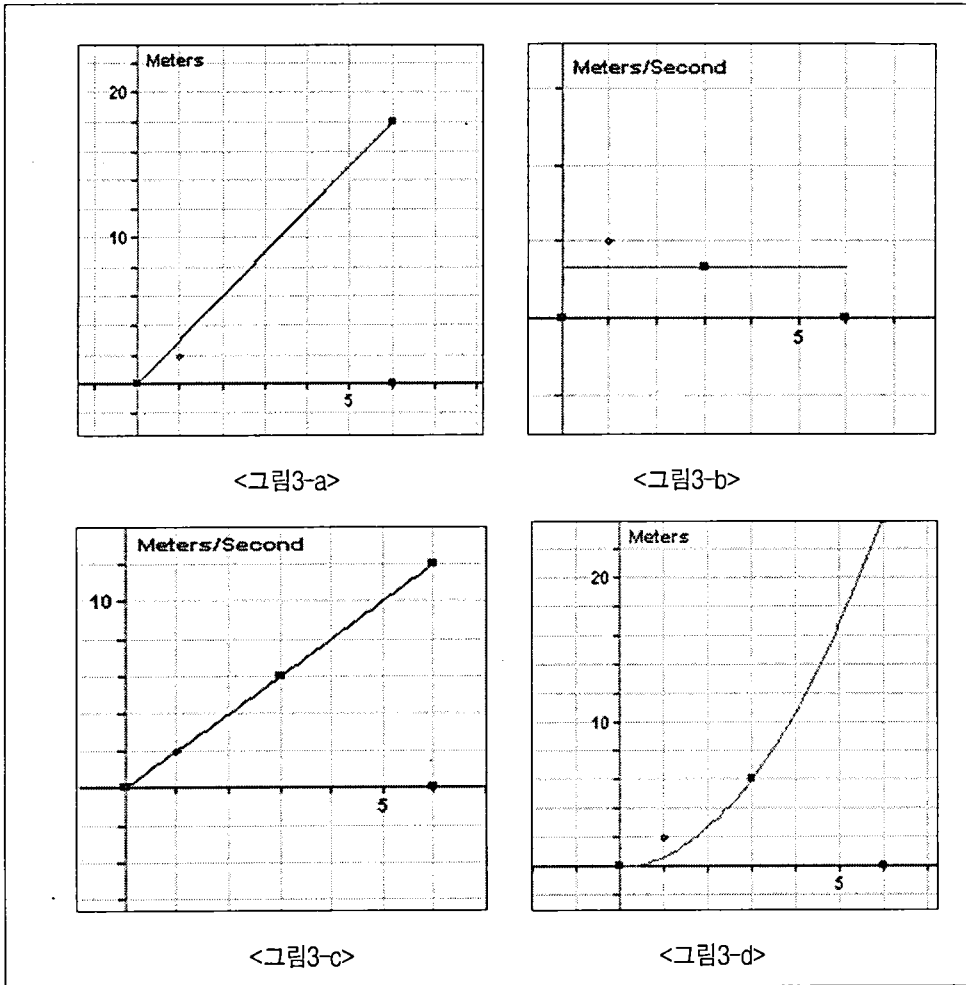 Meters
20
10
5
<그림3-a>
Meters/Second
5
<그림3-b>
Meters/Second
10
5
<그림3-c>
Meters
20
10
5
<그림3-d>